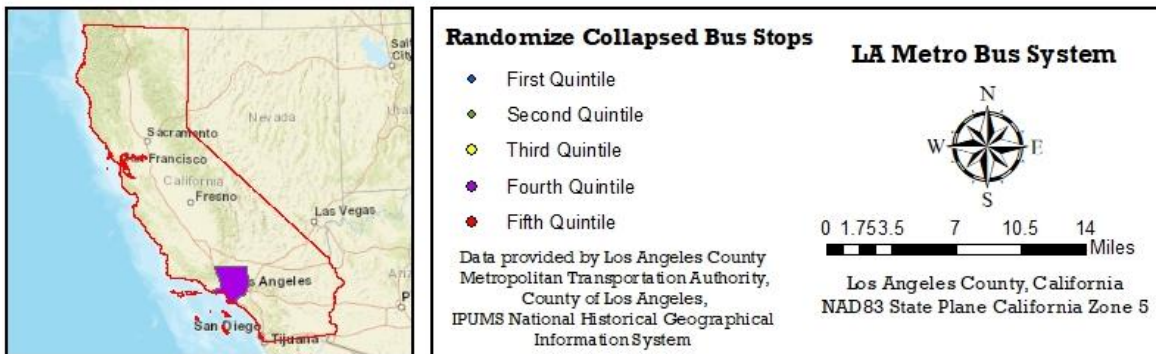 Salt
City
Nevada
Sacramento
San Francisco
California
Fresno
Las Vegas
s Angeles
San Diego
Tijuana
Randomize Collapsed Bus Stops
First Quintile
Second Quintile
Third Quintile
Fourth Quintile
Fifth Quintile
Data provided by Los Angeles County
Metropolitan Transportation Authority,
County of Los Angeles,
IPUMS National Historical Geographical
Information System
LA Metro Bus System
N
W E
S
0 1.75 3.5 7 10.5 14
Miles
Los Angeles County, California
NAD83 State Plane California Zone 5